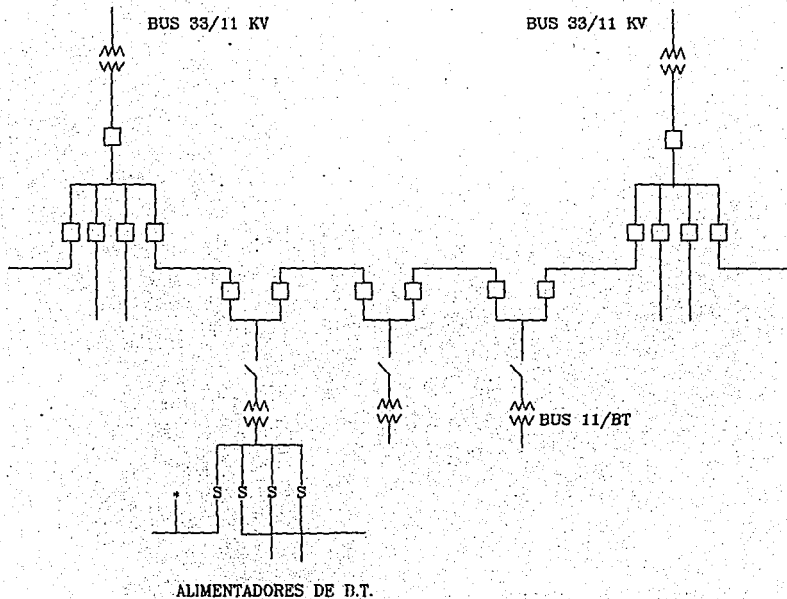 BUS 33/11 KV
BUS 33/11 KV
BUS 11/BT
*
S S S S
ALIMENTADORES DE B.T.